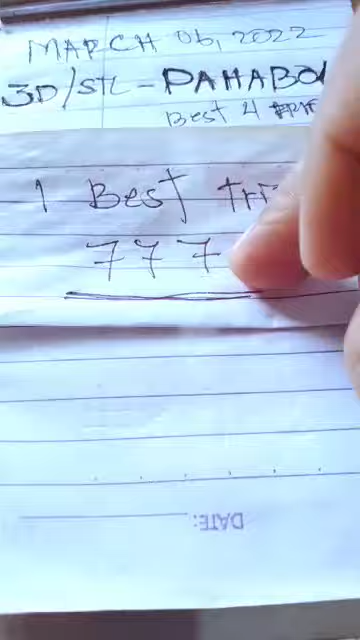 MARCH 06, 2022
3D/STL - PAHABOL
Best 4
1 Best
777
DATE: